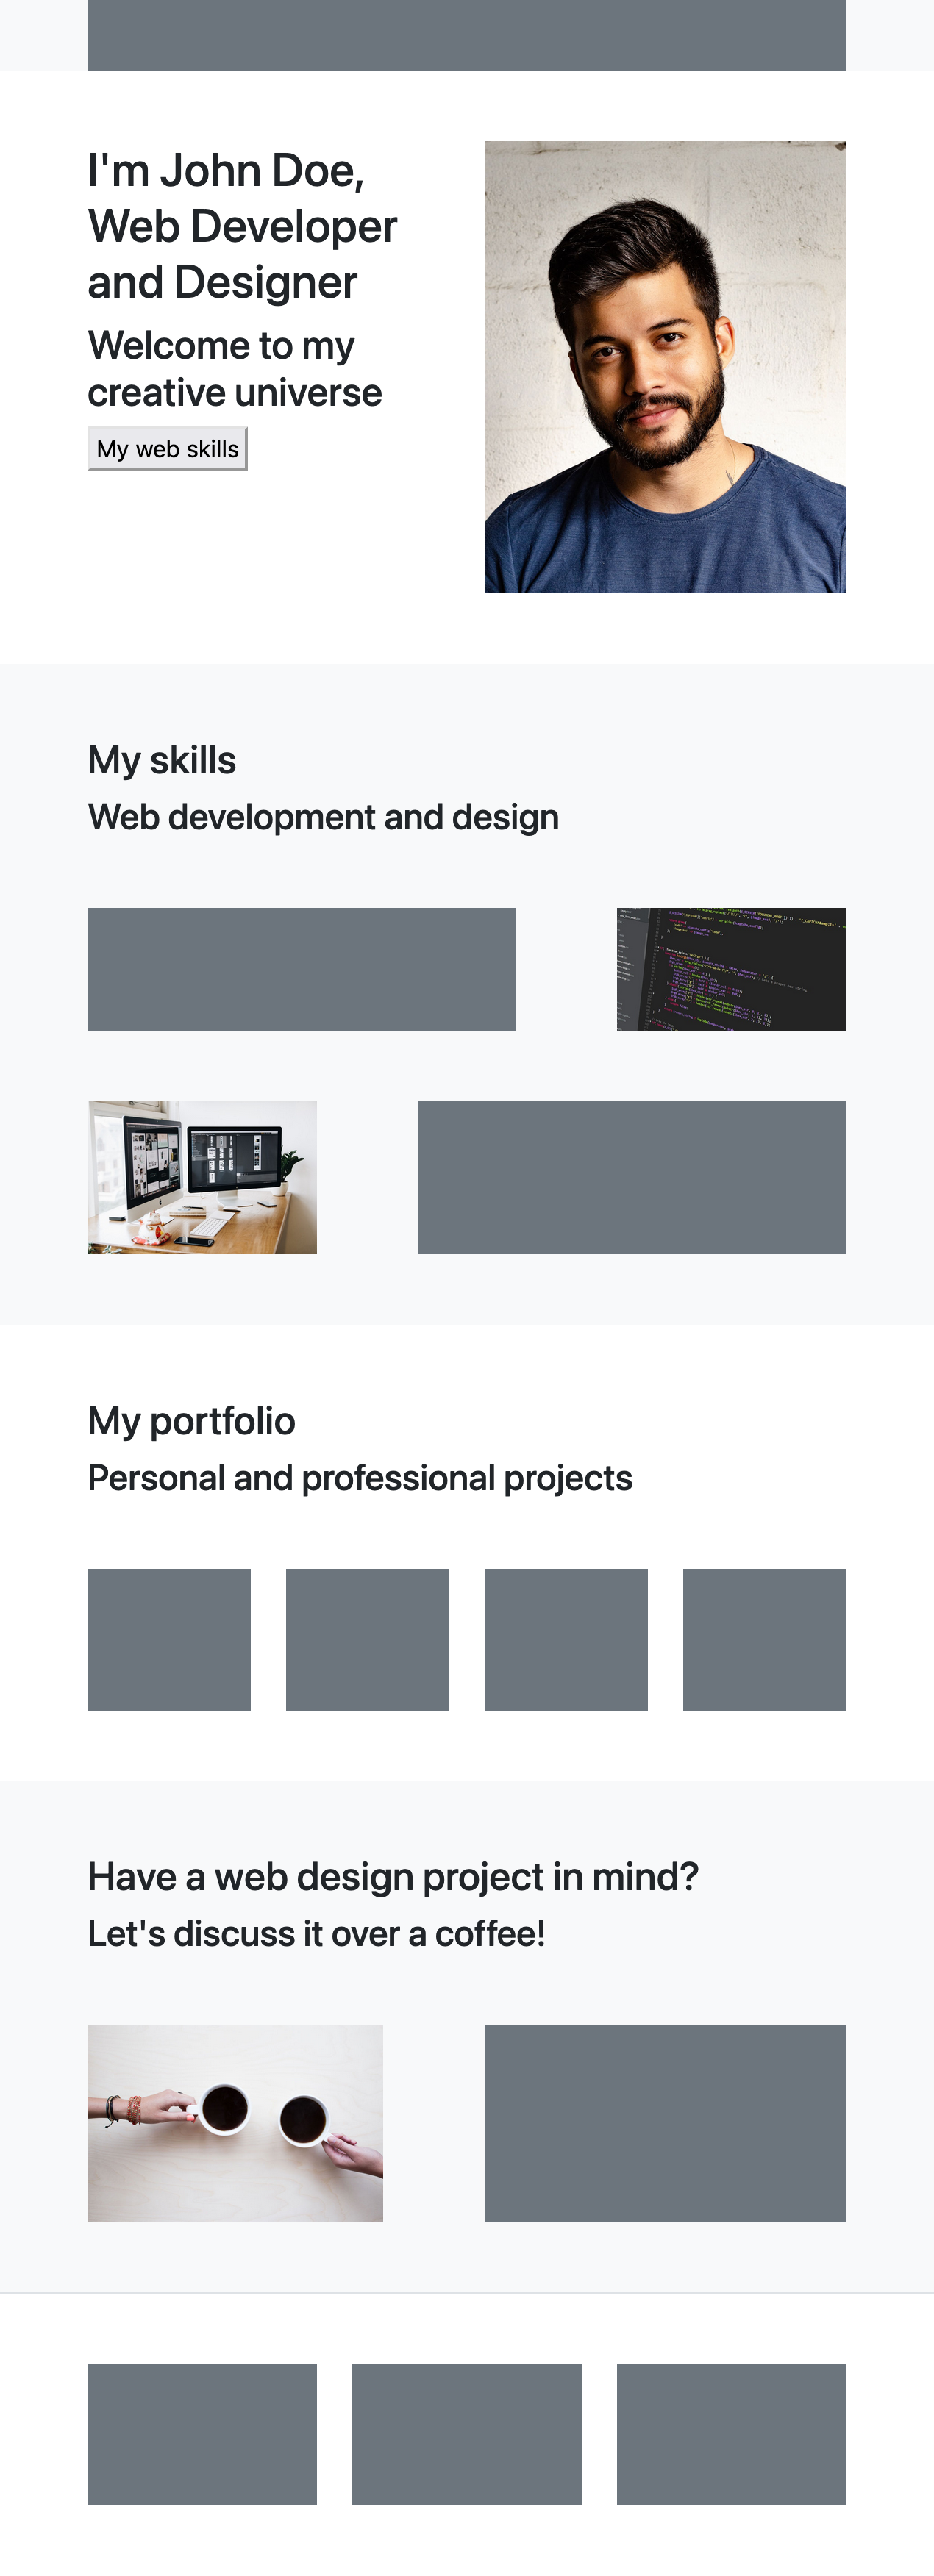 I'm John Doe,
Web Developer
and Designer
Welcome to my
creative universe
My web skills
My skills
Web development and design
My portfolio
Personal and professional projects
Have a web design project in mind?
Let's discuss it over a coffee!